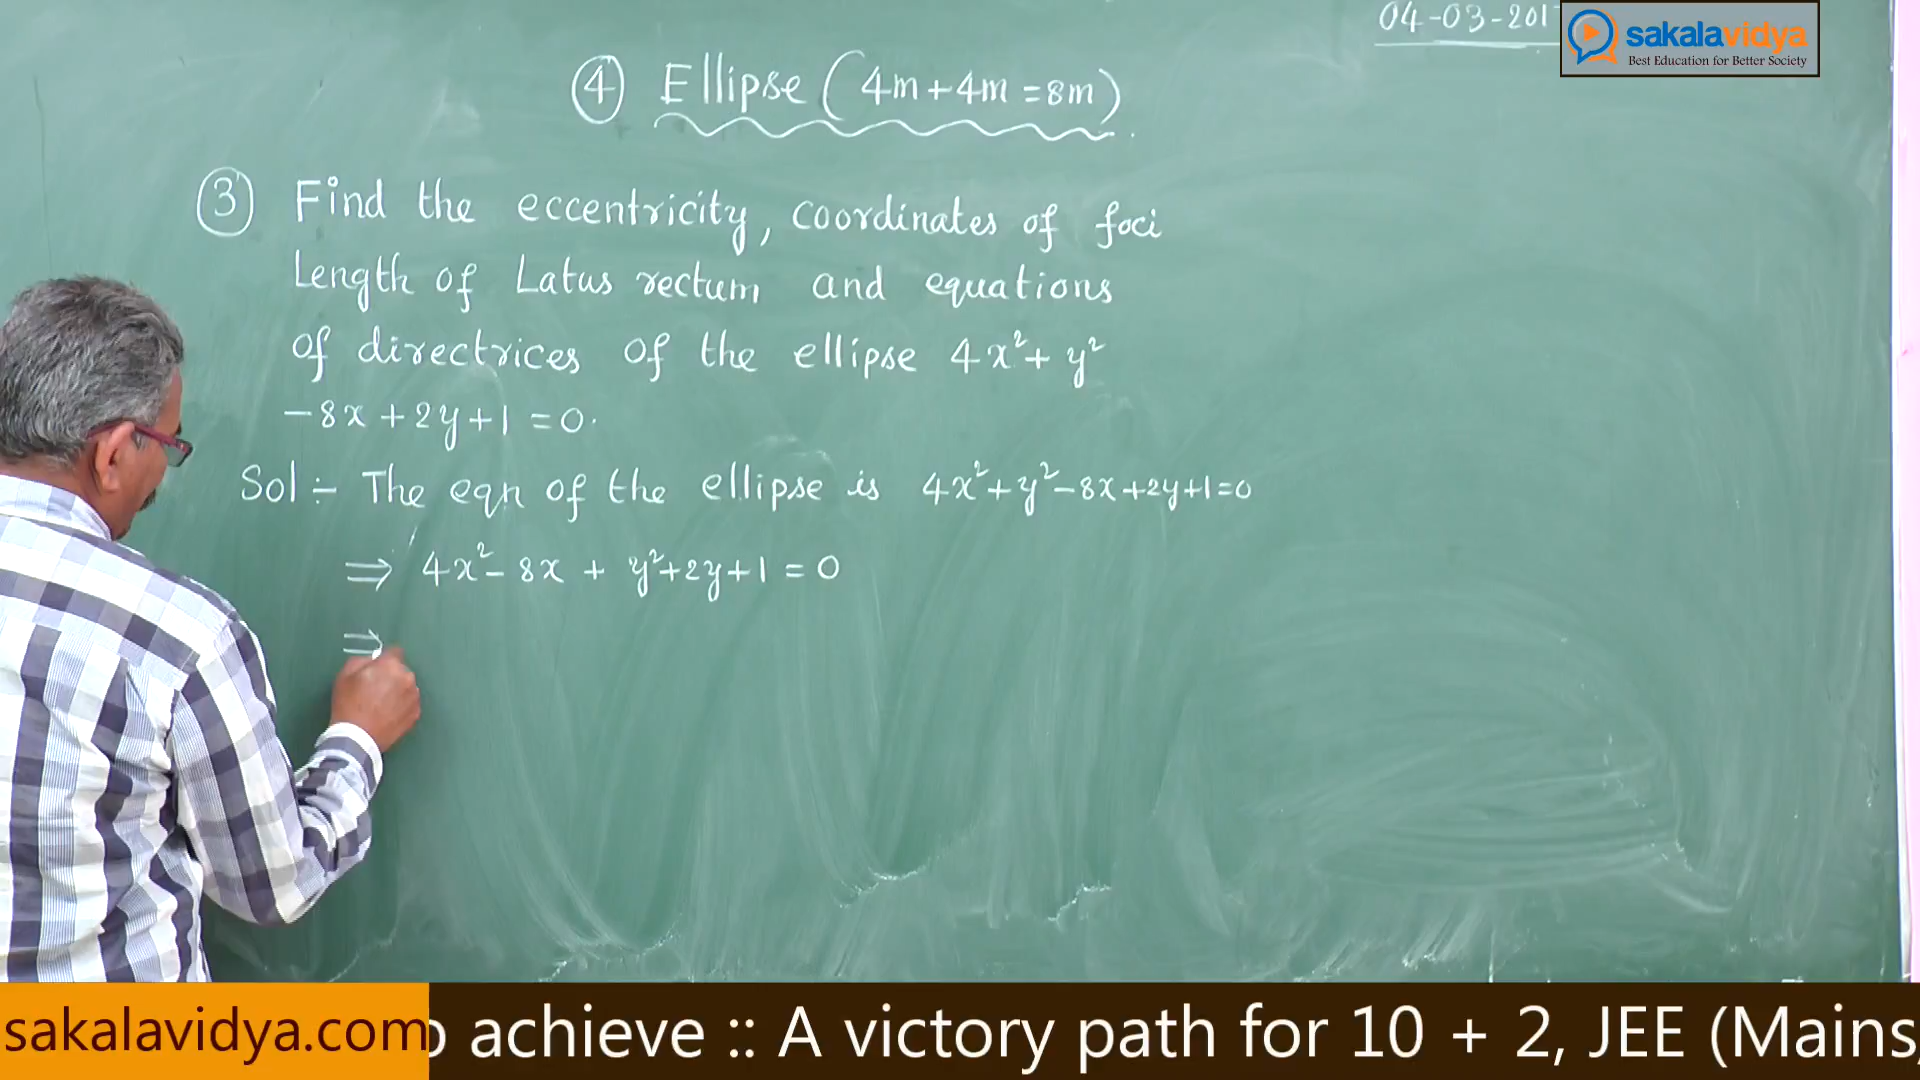 04-03-201
sakalavidya
Best Education for Better Society
④ Ellipse (4m+4m=8m)
③ Find the eccentricity, coordinates of foci
Length of Latus rectum and equations
of directrices of the ellipse 4x²+y²
-8x+2y+1=0.
Sol:- The eqn of the ellipse is 4x²+y²-8x+2y+1=0
⇒ 4x²-8x + y²+2y+1=0
⇒
sakalavidya.com o achieve :: A victory path for 10 + 2, JEE (Mains,